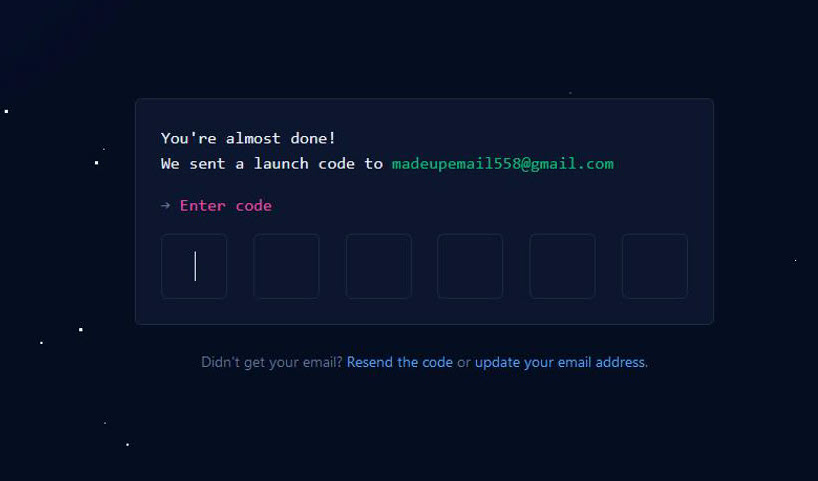 You're almost done!
We sent a launch code to madeupemail558@gmail.com
→ Enter code
Didn't get your email? Resend the code or update your email address.